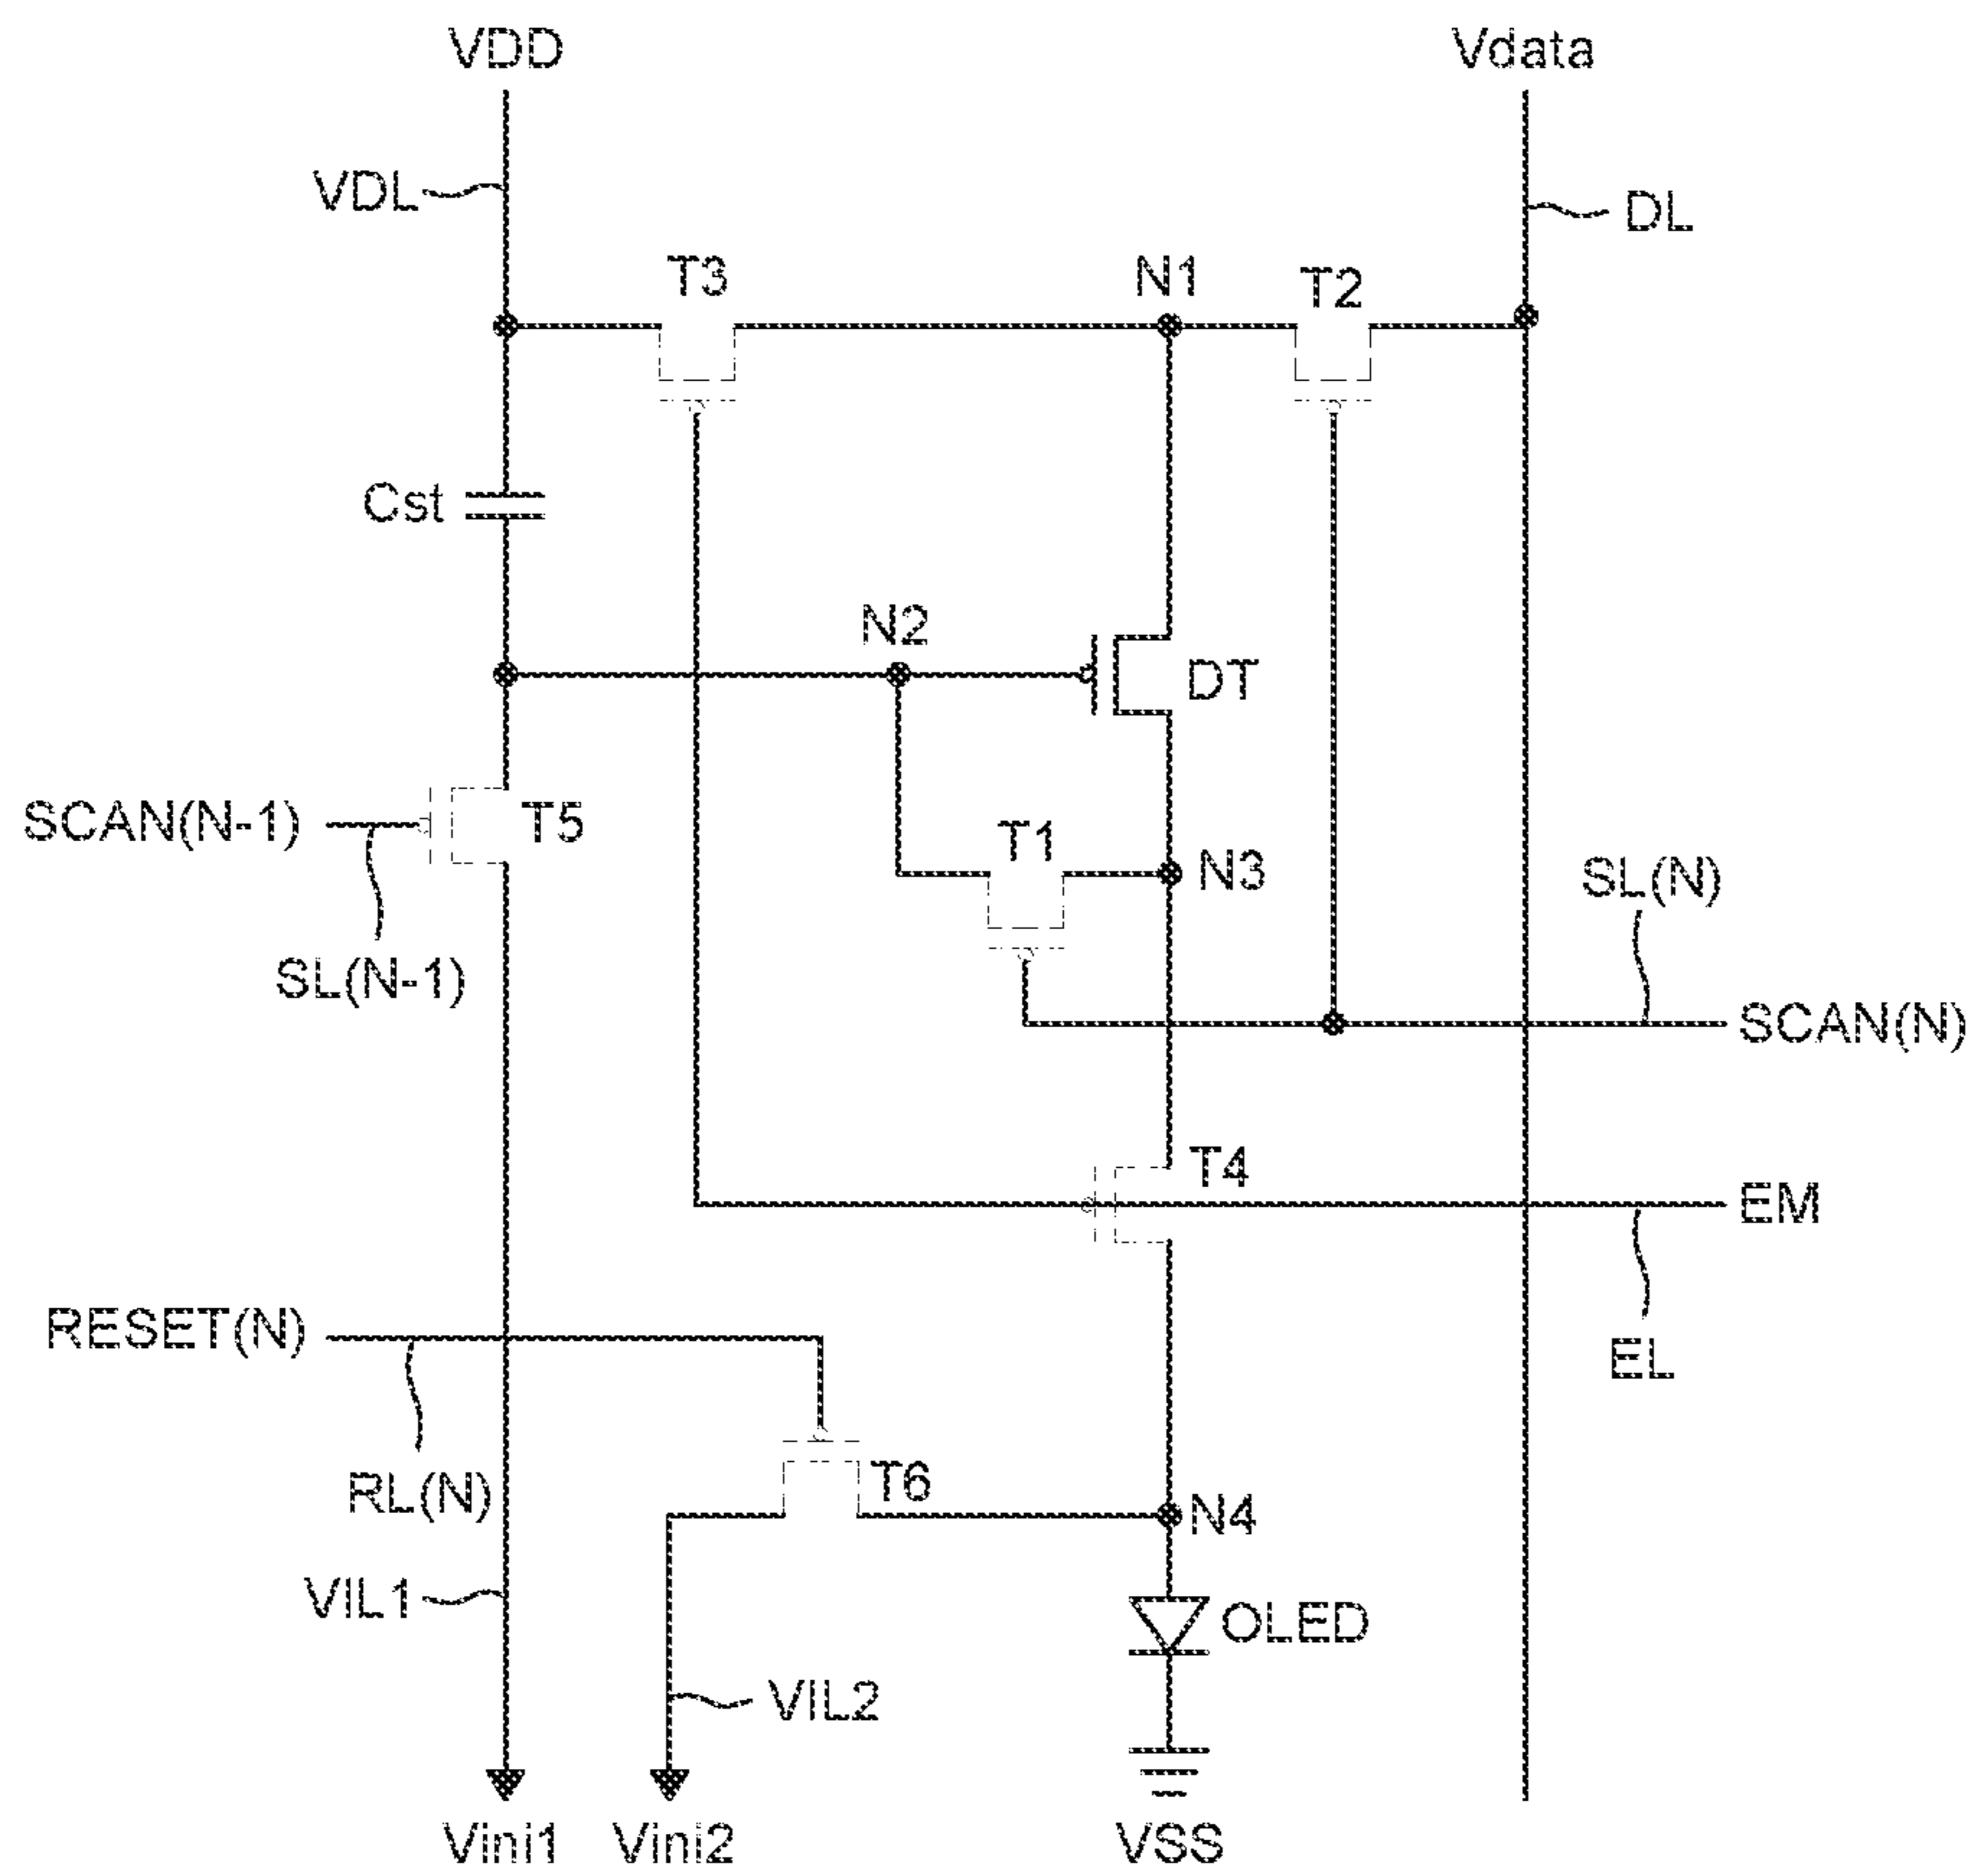 VDD
Vdata
VDL
DL
T3
N1
T2
Cst
N2
DT
SCAN(N-1)
T5
T1
N3
SL(N)
SL(N-1)
SCAN(N)
T4
EM
RESET(N)
EL
RL(N)
T6
N4
VIL1
OLED
VIL2
Vini1
Vini2
VSS